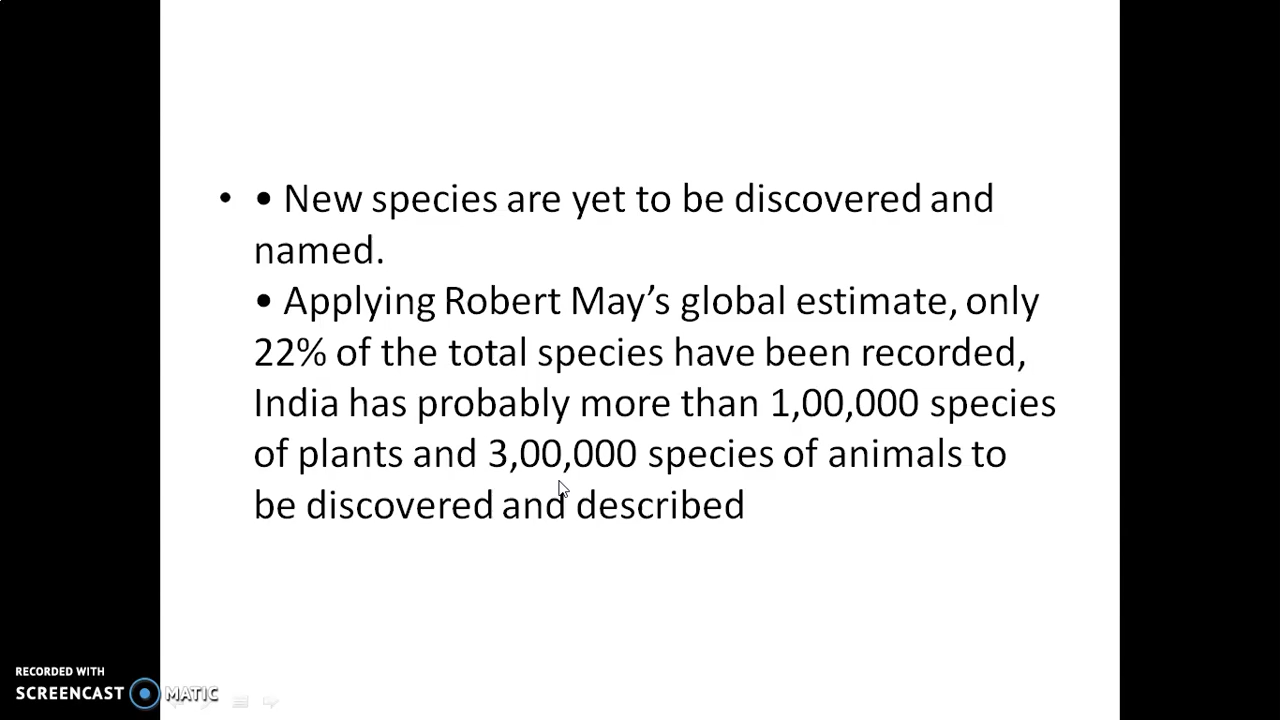 • • New species are yet to be discovered and
named.
• Applying Robert May’s global estimate, only
22% of the total species have been recorded,
India has probably more than 1,00,000 species
of plants and 3,00,000 species of animals to
be discovered and described
RECORDED WITH
SCREENCAST MATIC